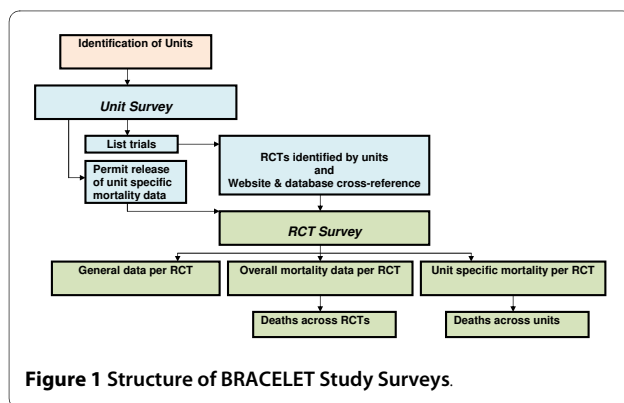 Identification of Units
Unit Survey
List trials
Permit release
of unit specific
mortality data
RCTs identified by units
and
Website & database cross-reference
RCT Survey
General data per RCT
Overall mortality data per RCT
Unit specific mortality per RCT
Deaths across RCTs
Deaths across units
Figure 1 Structure of BRACELET Study Surveys.